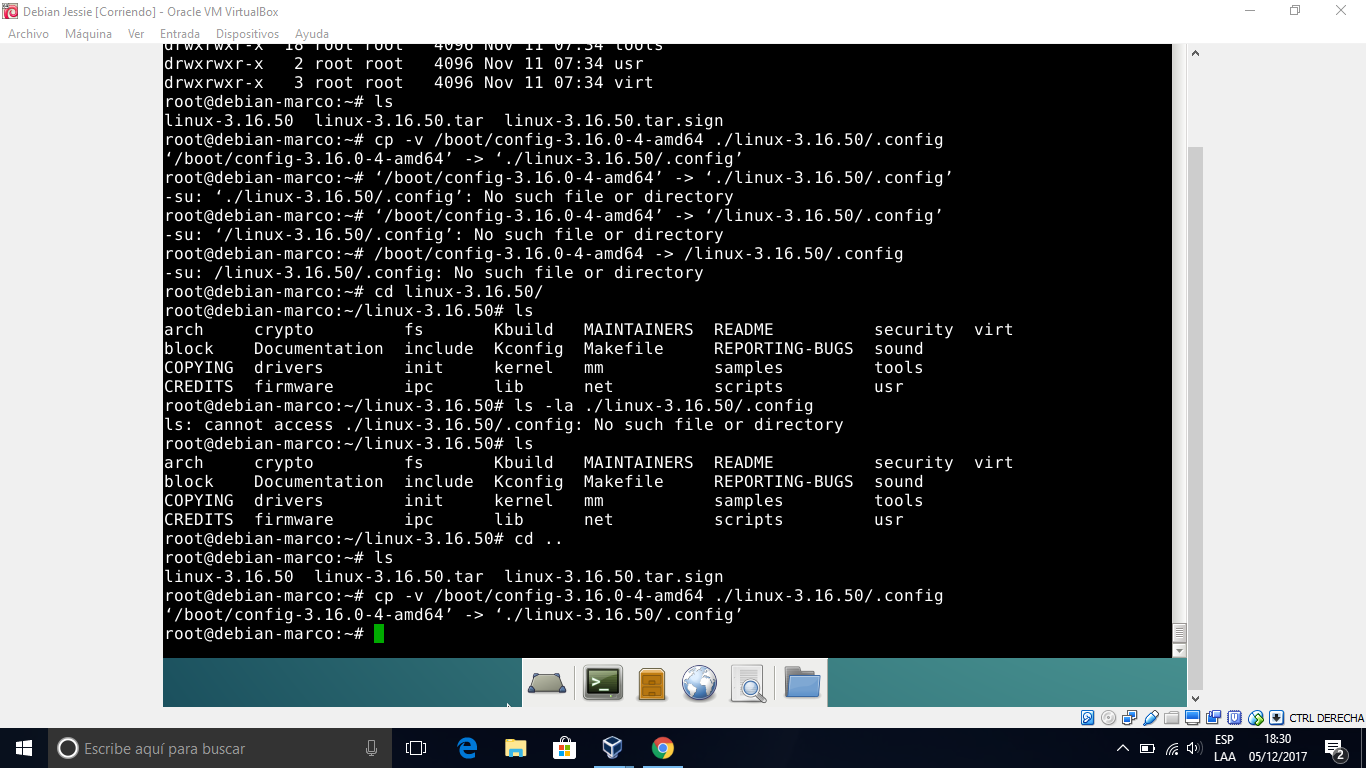 Debian Jessie [Corriendo] - Oracle VM VirtualBox
Archivo Máquina Ver Entrada Dispositivos Ayuda
drwxrwxr-x 18 root root 4096 Nov 11 07:34 tools
drwxrwxr-x 2 root root 4096 Nov 11 07:34 usr
drwxrwxr-x 3 root root 4096 Nov 11 07:34 virt
root@debian-marco:~# ls
linux-3.16.50 linux-3.16.50.tar linux-3.16.50.tar.sign
root@debian-marco:~# cp -v /boot/config-3.16.0-4-amd64 ./linux-3.16.50/.config
‘/boot/config-3.16.0-4-amd64’ -> ‘./linux-3.16.50/.config’
root@debian-marco:~# ‘/boot/config-3.16.0-4-amd64’ -> ‘./linux-3.16.50/.config’
-su: ‘./linux-3.16.50/.config’: No such file or directory
root@debian-marco:~# ‘/boot/config-3.16.0-4-amd64’ -> ‘/linux-3.16.50/.config’
-su: ‘/linux-3.16.50/.config’: No such file or directory
root@debian-marco:~# /boot/config-3.16.0-4-amd64 -> /linux-3.16.50/.config
-su: /linux-3.16.50/.config: No such file or directory
root@debian-marco:~# cd linux-3.16.50/
root@debian-marco:~/linux-3.16.50# ls
arch crypto fs Kbuild MAINTAINERS README security virt
block Documentation include Kconfig Makefile REPORTING-BUGS sound
COPYING drivers init kernel mm samples tools
CREDITS firmware ipc lib net scripts usr
root@debian-marco:~/linux-3.16.50# ls -la ./linux-3.16.50/.config
ls: cannot access ./linux-3.16.50/.config: No such file or directory
root@debian-marco:~/linux-3.16.50# ls
arch crypto fs Kbuild MAINTAINERS README security virt
block Documentation include Kconfig Makefile REPORTING-BUGS sound
COPYING drivers init kernel mm samples tools
CREDITS firmware ipc lib net scripts usr
root@debian-marco:~/linux-3.16.50# cd ..
root@debian-marco:~# ls
linux-3.16.50 linux-3.16.50.tar linux-3.16.50.tar.sign
root@debian-marco:~# cp -v /boot/config-3.16.0-4-amd64 ./linux-3.16.50/.config
‘/boot/config-3.16.0-4-amd64’ -> ‘./linux-3.16.50/.config’
root@debian-marco:~#
CTRL DERECHA
Escribe aquí para buscar
ESP 18:30
LAA 05/12/2017
2